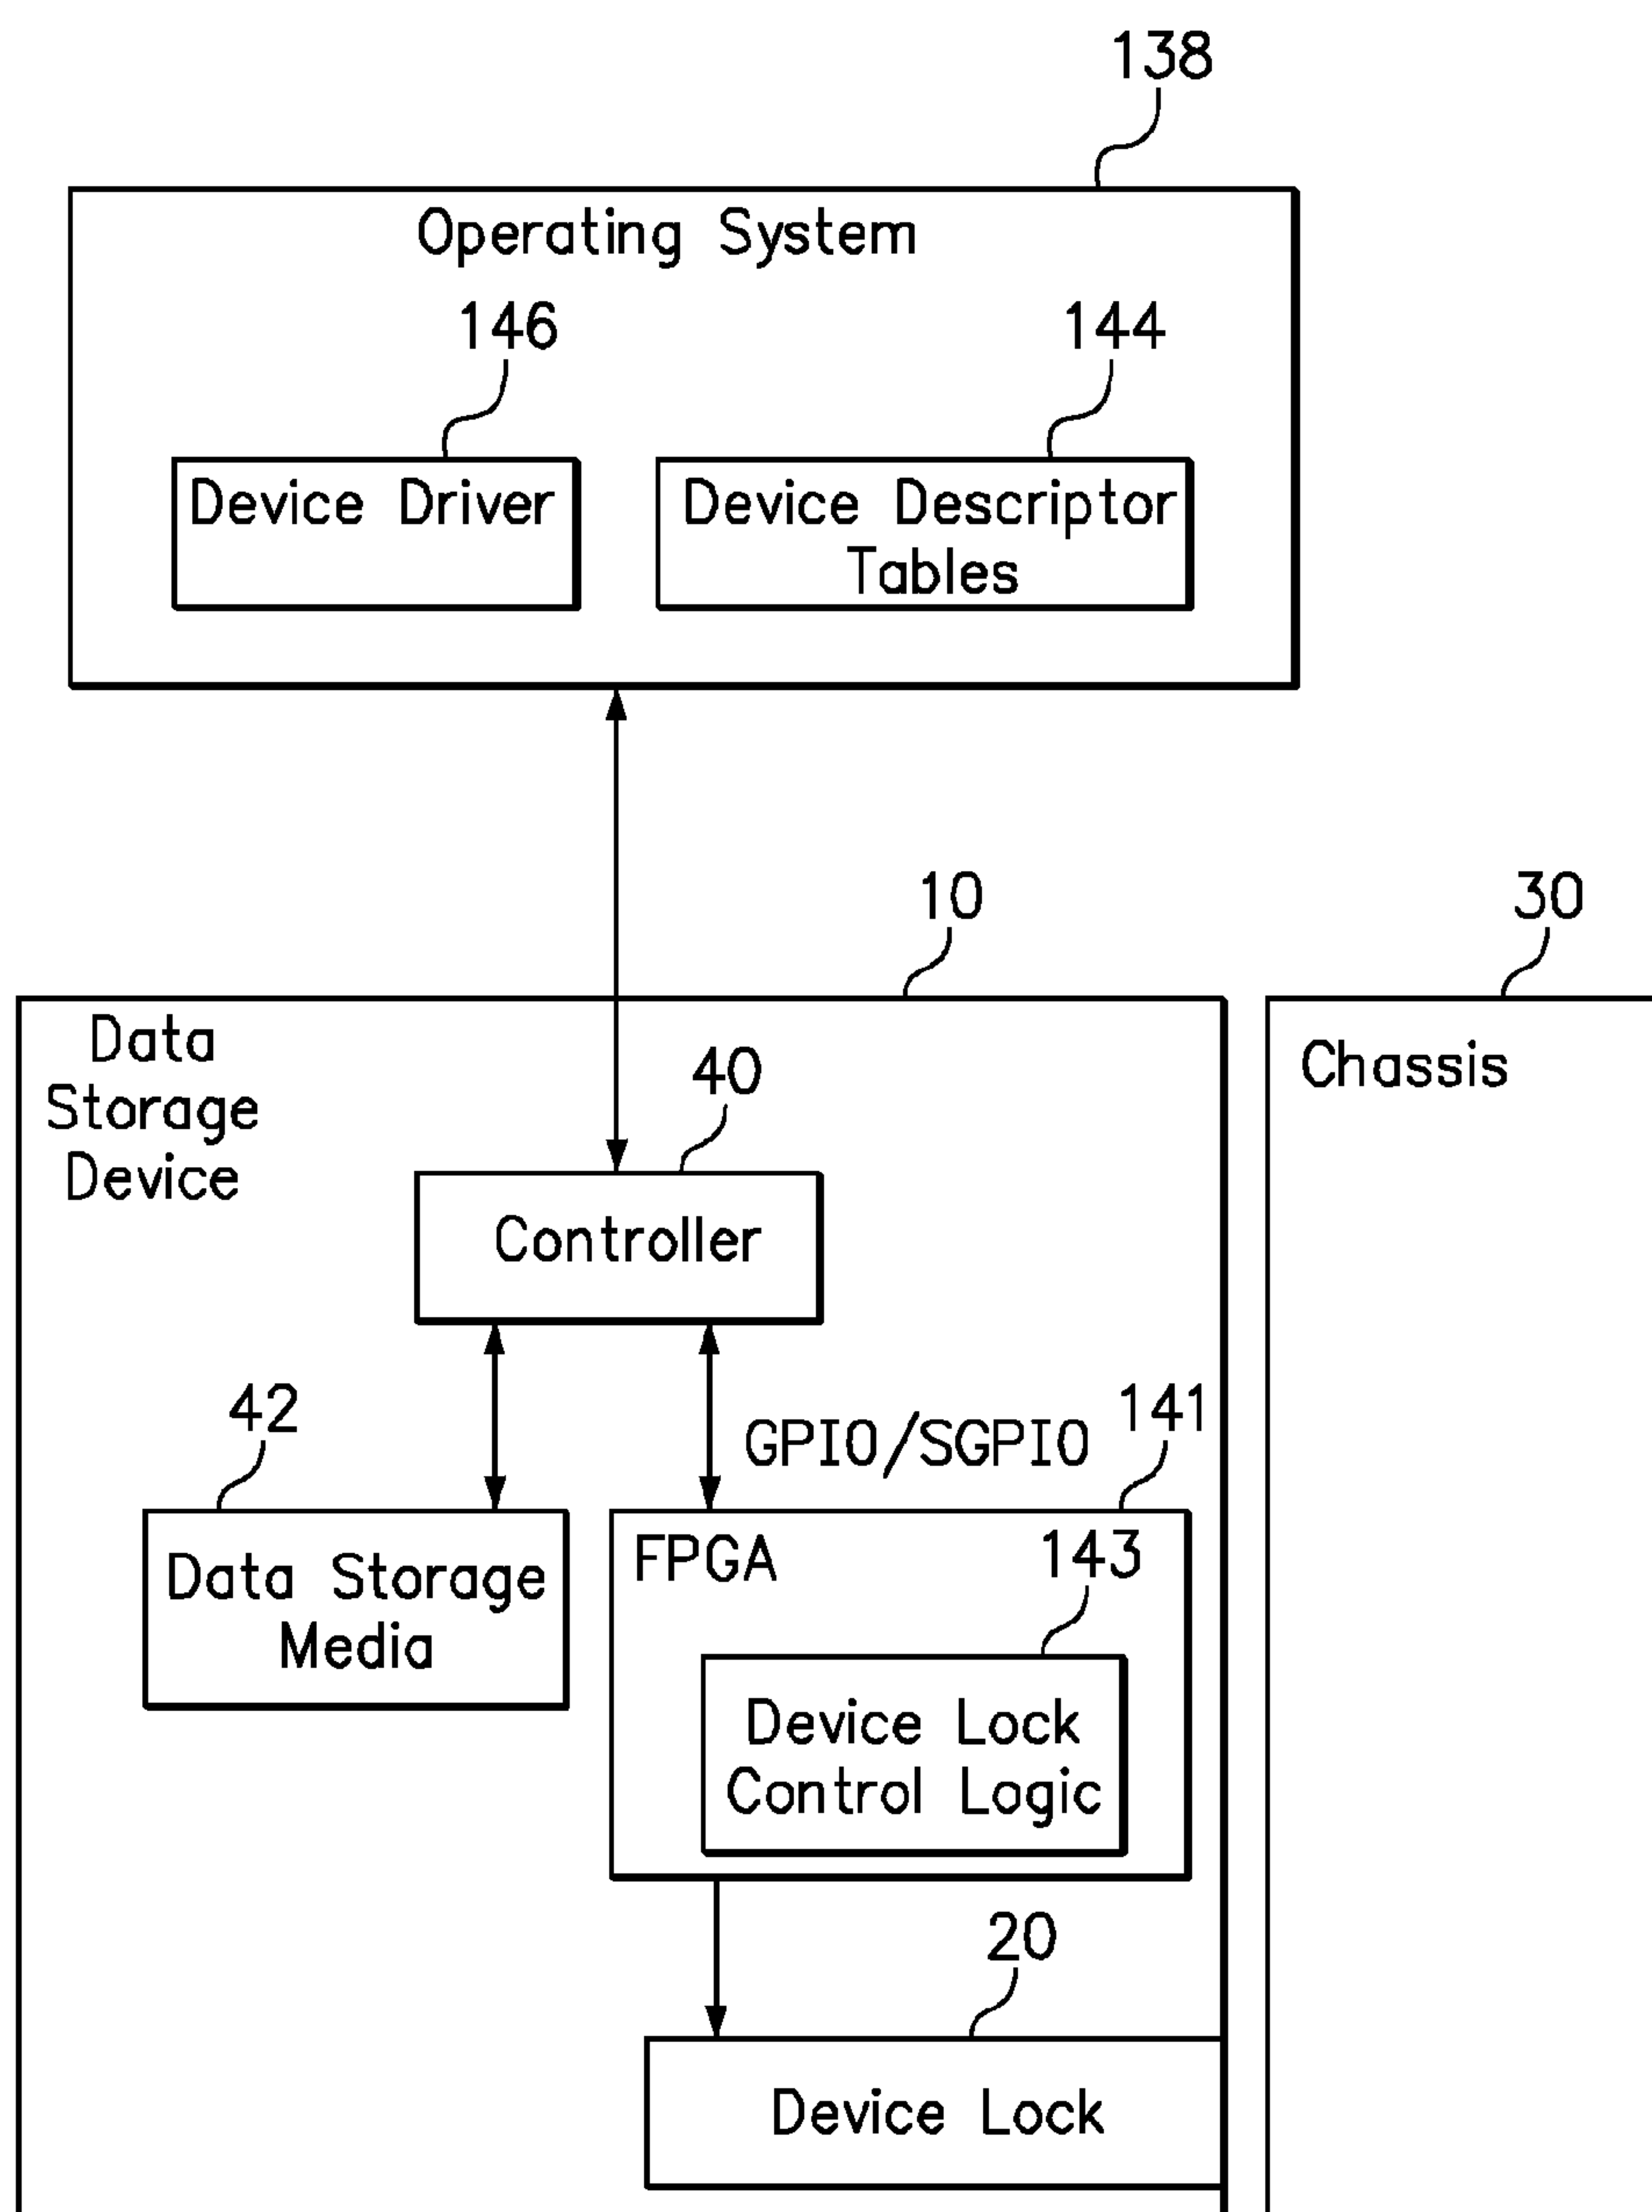 138
Operating System
146
144
Device Driver
Device Descriptor
Tables
10
30
Data
Storage
Device
Chassis
40
Controller
42
GPIO/SGPIO
141
Data Storage
Media
FPGA
143
Device Lock
Control Logic
20
Device Lock